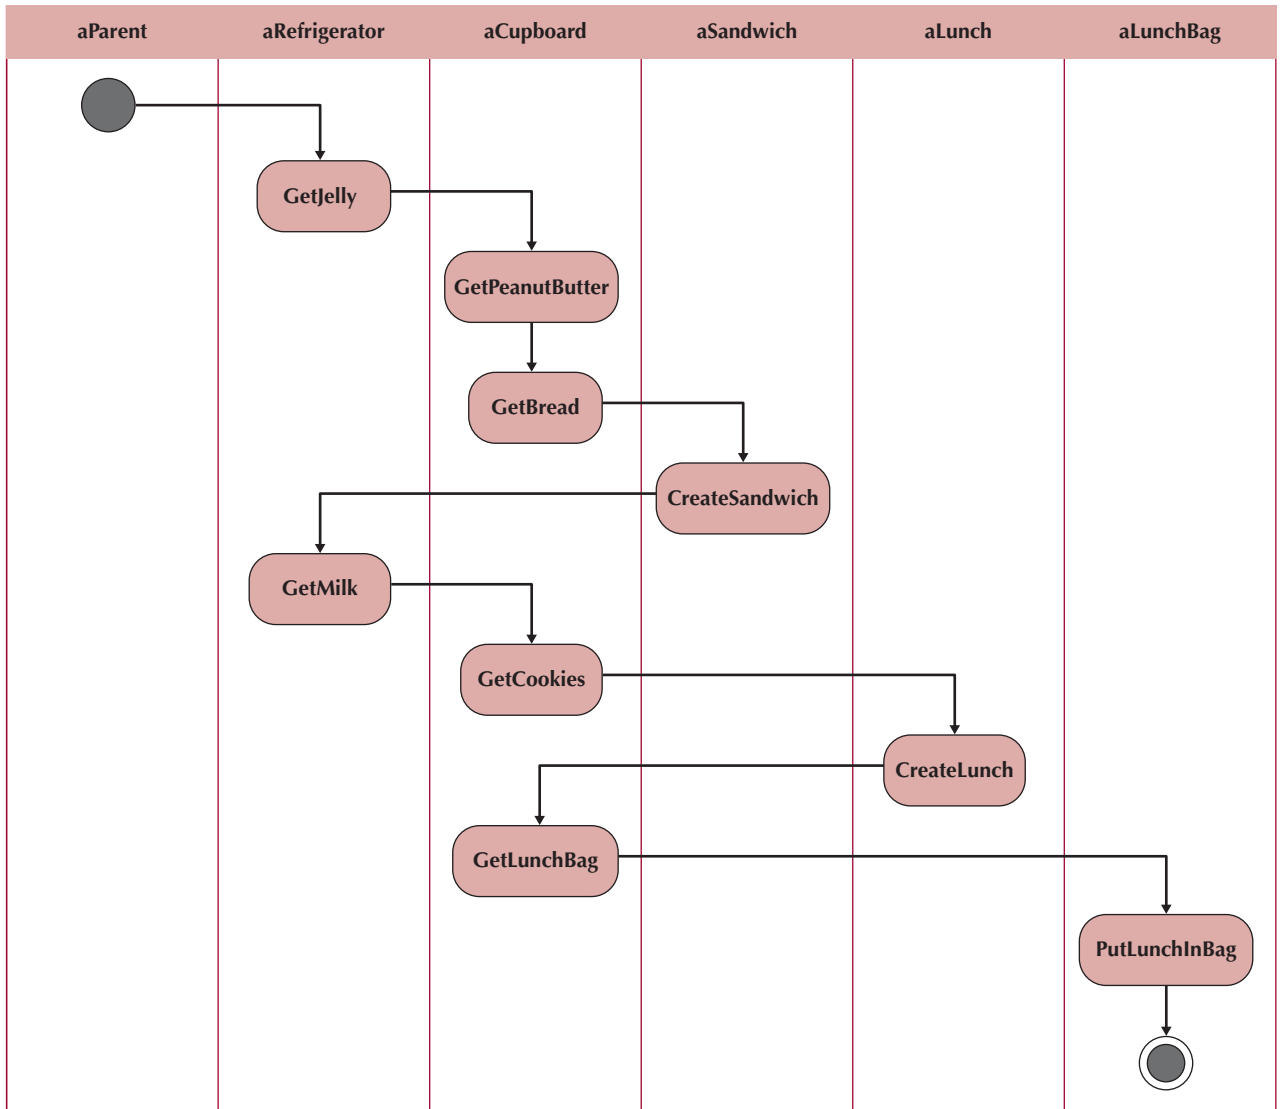 aParent aRefrigerator aCupboard aSandwich aLunch aLunchBag
GetJelly
GetPeanutButter
GetBread
CreateSandwich
GetMilk
GetCookies
CreateLunch
GetLunchBag
PutLunchInBag